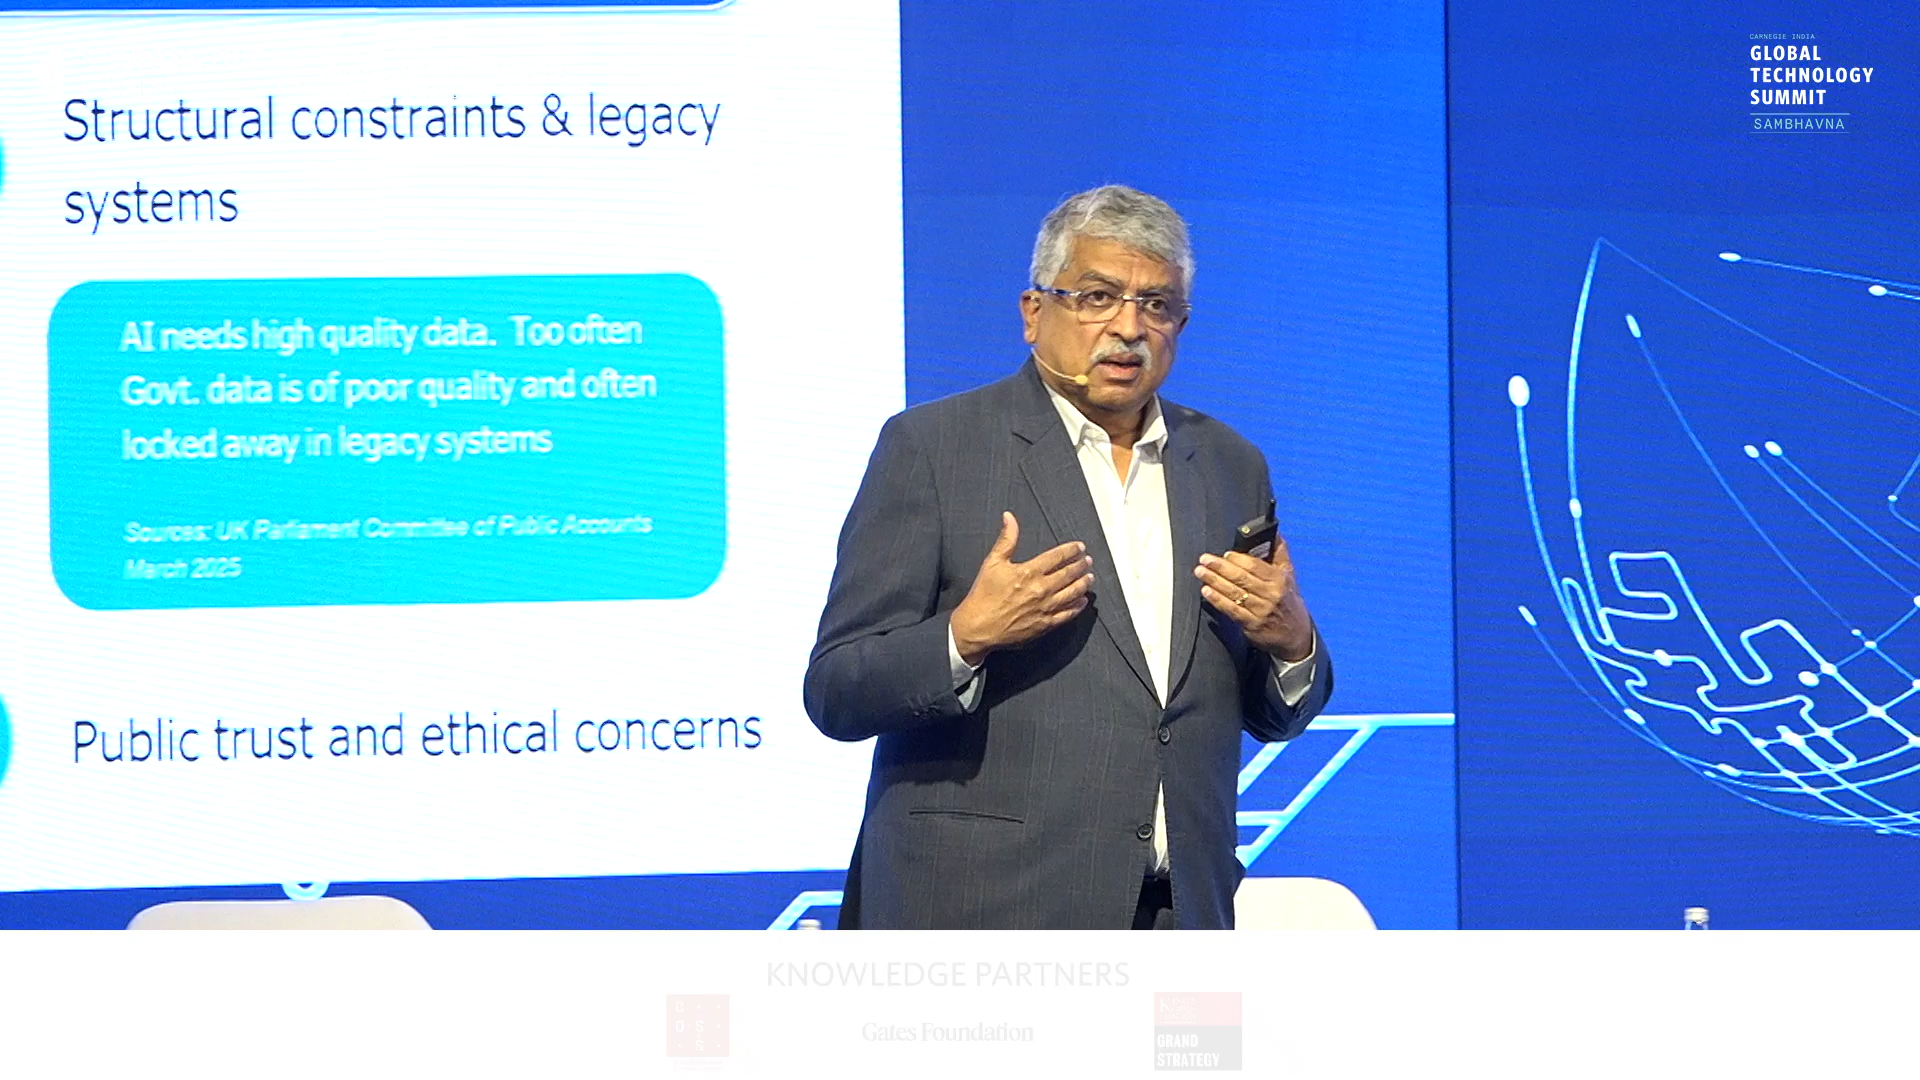 Structural constraints & legacy
systems
AI needs high quality data. Too often
Govt. data is of poor quality and often
locked away in legacy systems
Sources: UK Parliament Committee of Public Accounts
March 2025
Public trust and ethical concerns
CARNEGIE INDIA
GLOBAL
TECHNOLOGY
SUMMIT
SAMBHAVNA
KNOWLEDGE PARTNERS
Gates Foundation
GRAND
STRATEGY